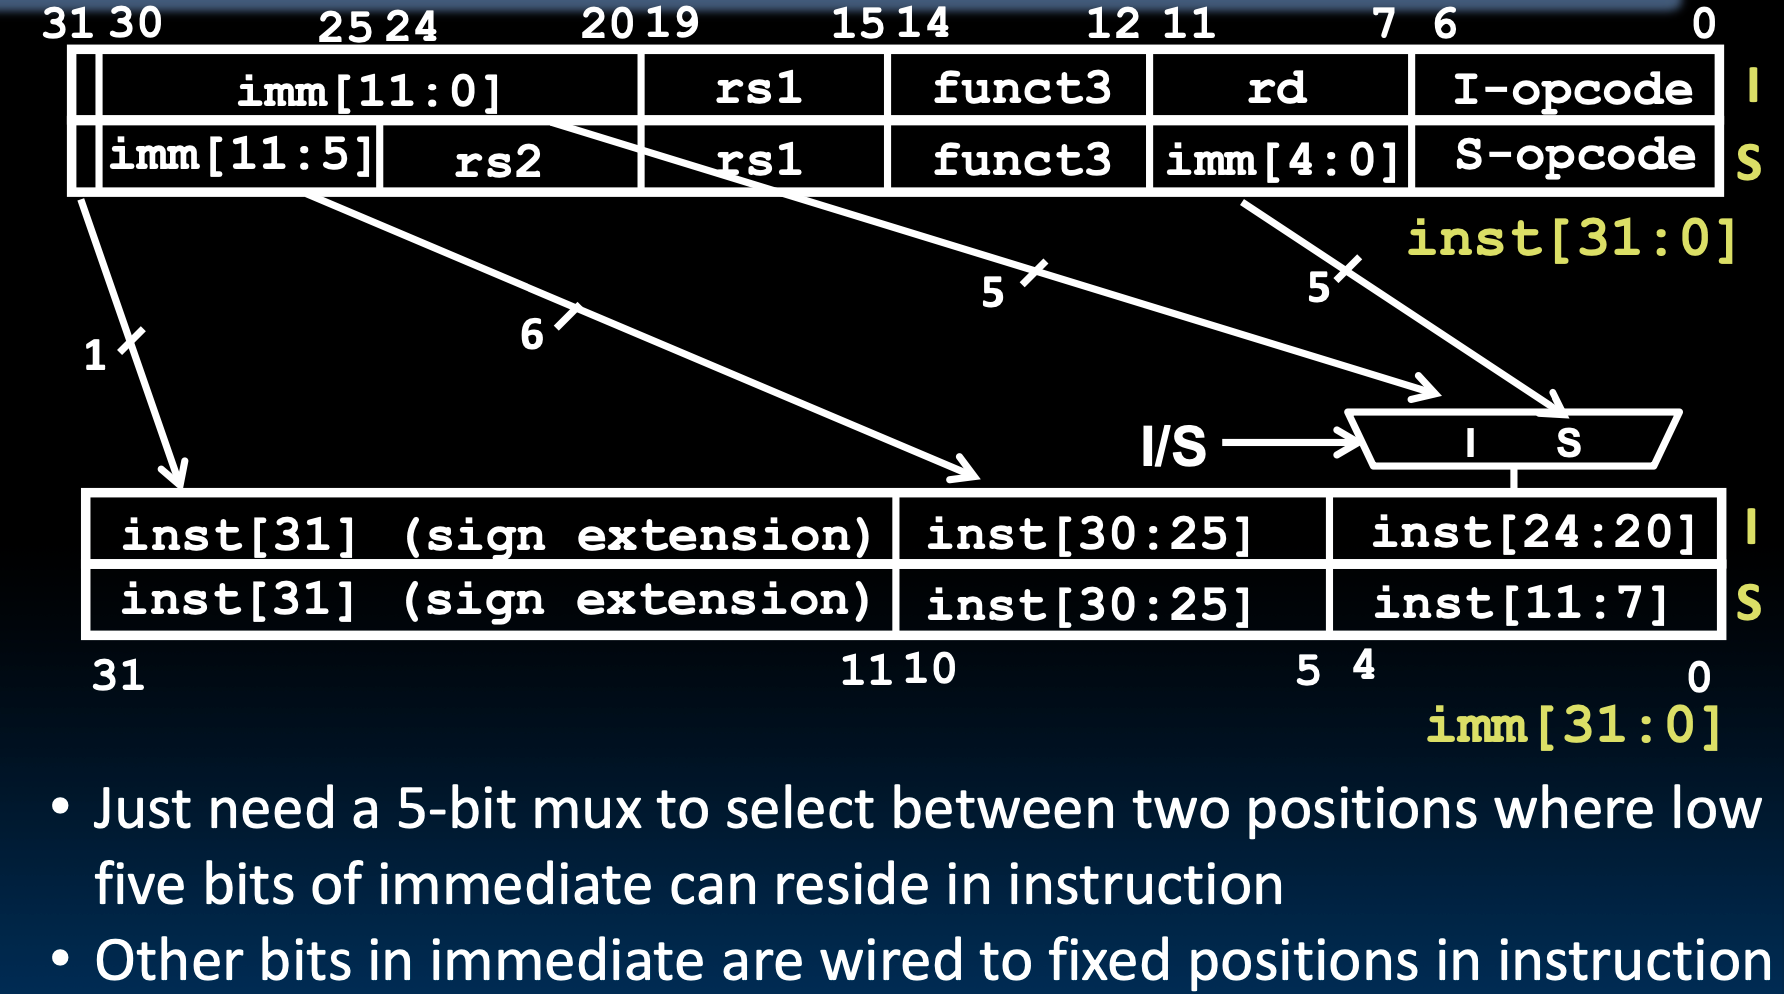 31 30 25 24 20 19 15 14 12 11 7 6 0
imm[11:0] rs1 funct3 rd I-opcode I
imm[11:5] rs2 rs1 funct3 imm[4:0] S-opcode S
inst[31:0]
1 6 5 5
I/S I S
inst[31] (sign extension) inst[30:25] inst[24:20] I
inst[31] (sign extension) inst[30:25] inst[11:7] S
31 11 10 5 4 0
imm[31:0]
• Just need a 5-bit mux to select between two positions where low
five bits of immediate can reside in instruction
• Other bits in immediate are wired to fixed positions in instruction